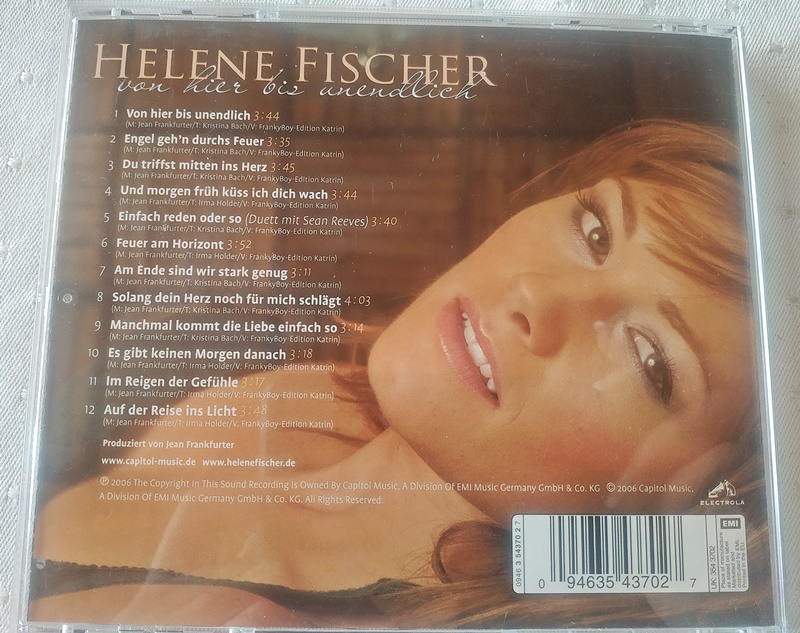 HELENE FISCHER
von hier bis unendlich
1 Von hier bis unendlich 3:44
(M: Jean Frankfurter/T: Kristina Bach/V: FrankyBoy-Edition Katrin)
2 Engel geh'n durchs Feuer 3:35
(M: Jean Frankfurter/T: Kristina Bach/V: FrankyBoy-Edition Katrin)
3 Du triffst mitten ins Herz 3:45
(M: Jean Frankfurter/T: Kristina Bach/V: FrankyBoy-Edition Katrin)
4 Und morgen früh küss ich dich wach 3:44
(M: Jean Frankfurter/T: Irma Holder/V: FrankyBoy-Edition Katrin)
5 Einfach reden oder so (Duett mit Sean Reeves) 3:40
(M: Jean Frankfurter/T: Kristina Bach/V: FrankyBoy-Edition Katrin)
6 Feuer am Horizont 3:52
(M: Jean Frankfurter/T: Irma Holder/V: FrankyBoy-Edition Katrin)
7 Am Ende sind wir stark genug 3:11
(M: Jean Frankfurter/T: Kristina Bach/V: FrankyBoy-Edition Katrin)
8 Solang dein Herz noch für mich schlägt 4:03
(M: Jean Frankfurter/T: Irma Holder/V: FrankyBoy-Edition Katrin)
9 Manchmal kommt die Liebe einfach so 3:14
(M: Jean Frankfurter/T: Kristina Bach/V: FrankyBoy-Edition Katrin)
10 Es gibt keinen Morgen danach 3:18
(M: Jean Frankfurter/T: Irma Holder/V: FrankyBoy-Edition Katrin)
11 Im Reigen der Gefühle 3:17
(M: Jean Frankfurter/T: Irma Holder/V: FrankyBoy-Edition Katrin)
12 Auf der Reise ins Licht 3:48
(M: Jean Frankfurter/T: Irma Holder/V: FrankyBoy-Edition Katrin)
Produziert von Jean Frankfurter
www.capitol-music.de www.helenefischer.de
℗ 2006 The Copyright In This Sound Recording Is Owned By Capitol Music, A Division Of EMI Music Germany GmbH & Co. KG © 2006 Capitol Music,
A Division Of EMI Music Germany GmbH & Co. KG. All Rights Reserved.
ELECTROLA
0946 3 54370 2 7
0 94635 43702 7
EMI